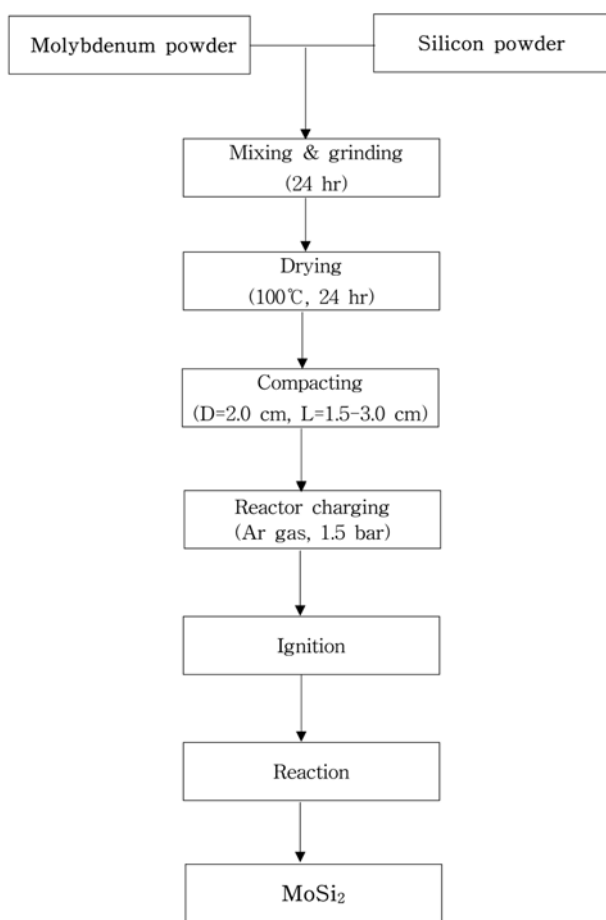 Molybdenum powder
Silicon powder
Mixing & grinding
(24 hr)
Drying
(100℃, 24 hr)
Compacting
(D=2.0 cm, L=1.5-3.0 cm)
Reactor charging
(Ar gas, 1.5 bar)
Ignition
Reaction
MoSi₂